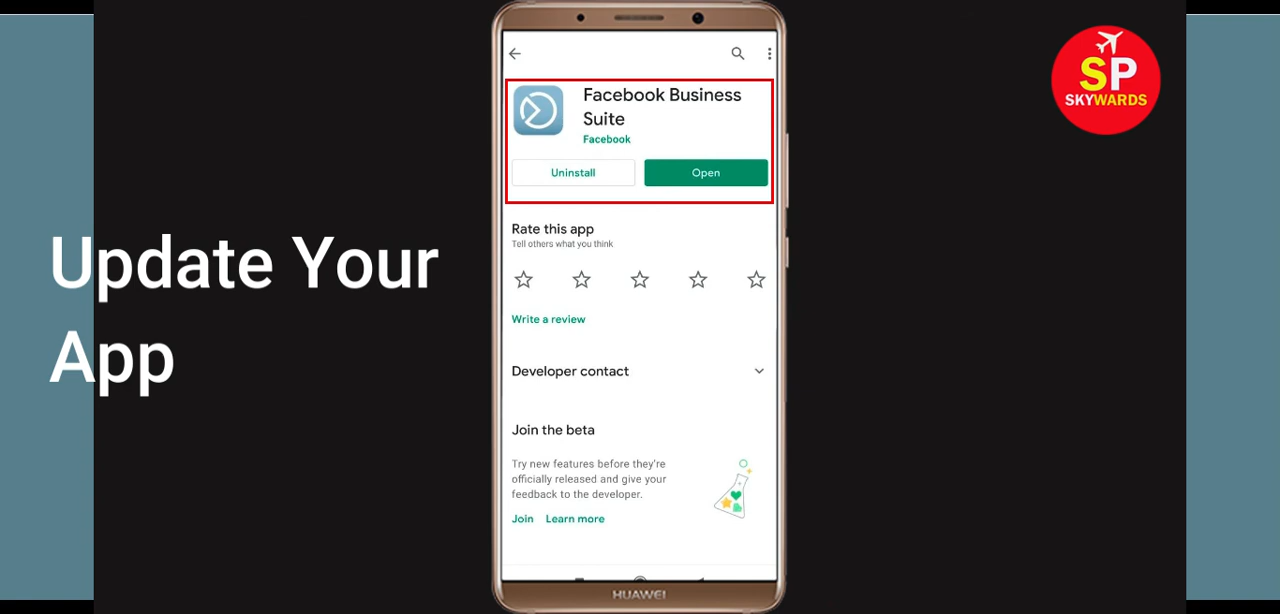 Update Your
App
Facebook Business
Suite
Facebook
Uninstall
Open
Rate this app
Tell others what you think
Write a review
Developer contact
Join the beta
Try new features before they're
officially released and give your
feedback to the developer.
Join Learn more
HUAWEI
SP
SKYWARDS